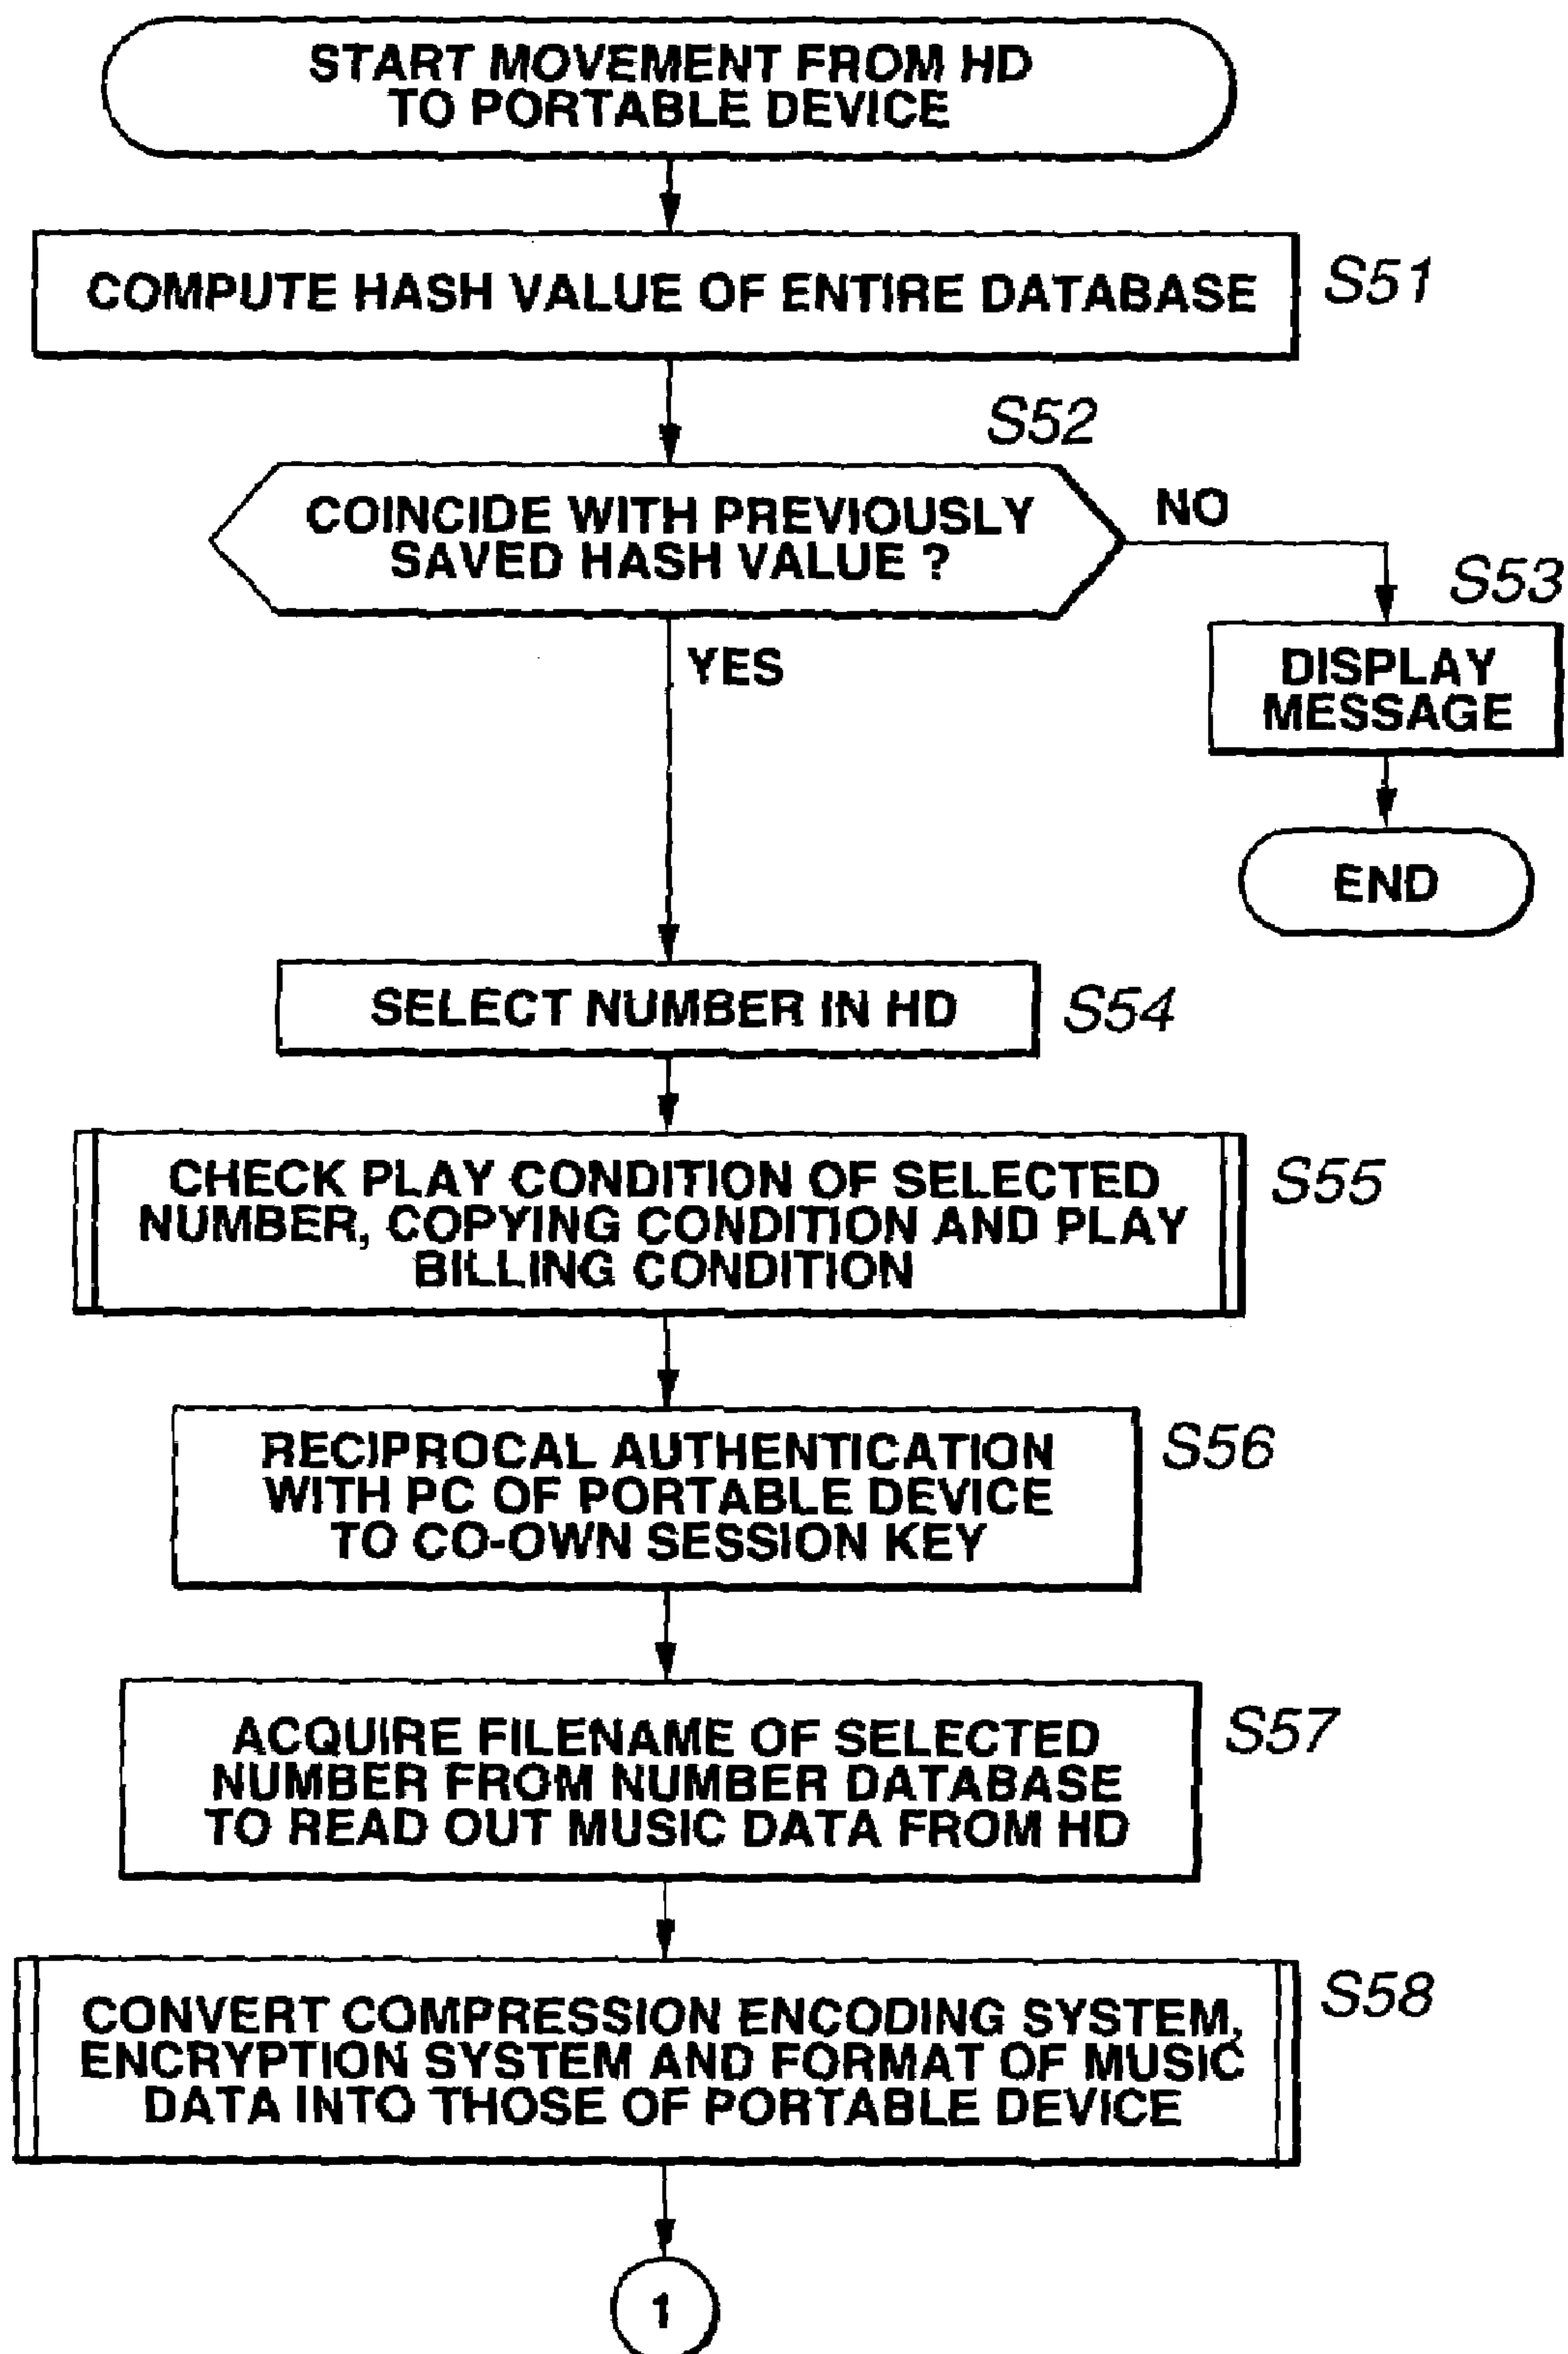 START MOVEMENT FROM HD
TO PORTABLE DEVICE
COMPUTE HASH VALUE OF ENTIRE DATABASE
S51
S52
COINCIDE WITH PREVIOUSLY
SAVED HASH VALUE ?
NO
YES
S53
DISPLAY
MESSAGE
END
SELECT NUMBER IN HD
S54
CHECK PLAY CONDITION OF SELECTED
NUMBER, COPYING CONDITION AND PLAY
BILLING CONDITION
S55
RECIPROCAL AUTHENTICATION
WITH PC OF PORTABLE DEVICE
TO CO-OWN SESSION KEY
S56
ACQUIRE FILENAME OF SELECTED
NUMBER FROM NUMBER DATABASE
TO READ OUT MUSIC DATA FROM HD
S57
CONVERT COMPRESSION ENCODING SYSTEM,
ENCRYPTION SYSTEM AND FORMAT OF MUSIC
DATA INTO THOSE OF PORTABLE DEVICE
S58
1